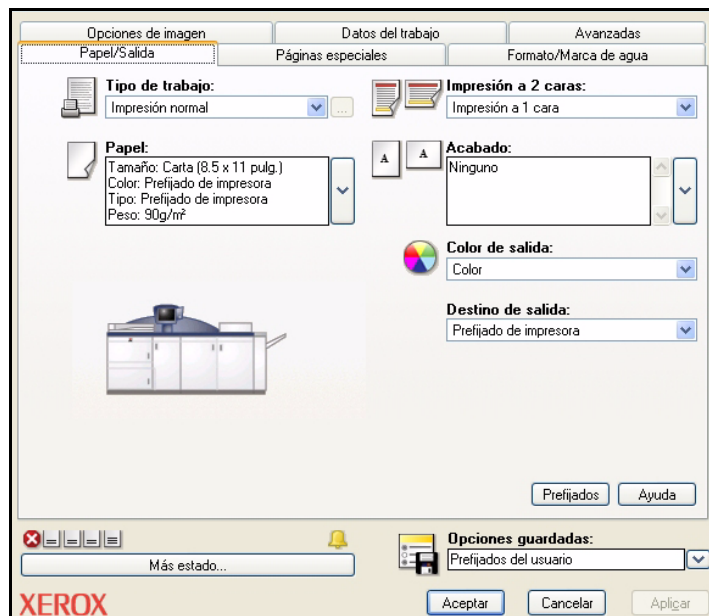 Opciones de imagen
Datos del trabajo
Avanzadas
Papel/Salida
Páginas especiales
Formato/Marca de agua
Tipo de trabajo:
Impresión normal
...
Papel:
Tamaño: Carta (8.5 x 11 pulg.)
Color: Prefijado de impresora
Tipo: Prefijado de impresora
Peso: 90g/m²
Impresión a 2 caras:
Impresión a 1 cara
A
A
Acabado:
Ninguno
Color de salida:
Color
Destino de salida:
Prefijado de impresora
Prefijados
Ayuda
Más estado...
Opciones guardadas:
Prefijados del usuario
XEROX
Aceptar
Cancelar
Aplicar